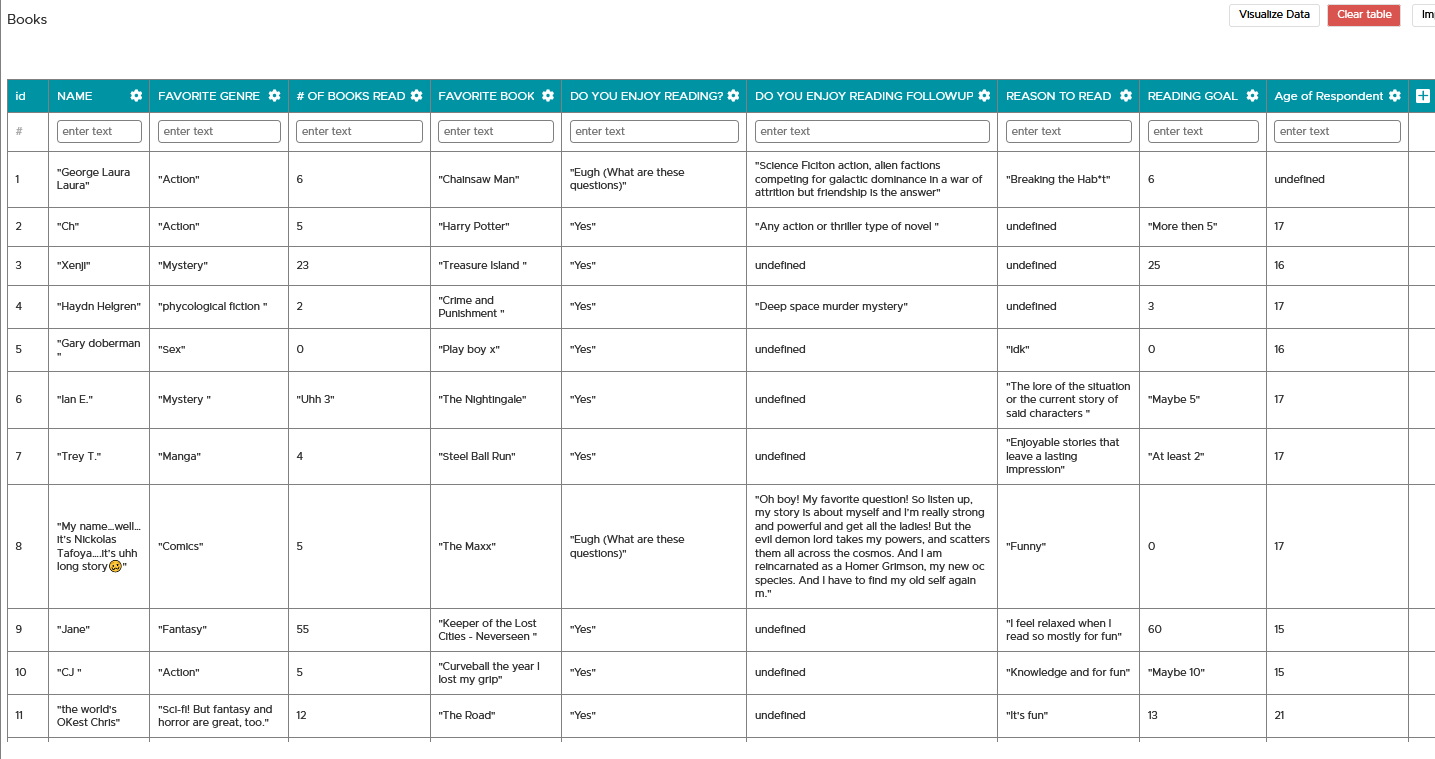 Books
Visualize Data
Clear table
Im
id NAME FAVORITE GENRE # OF BOOKS READ FAVORITE BOOK DO YOU ENJOY READING? DO YOU ENJOY READING FOLLOWUP REASON TO READ READING GOAL Age of Respondent
# enter text enter text enter text enter text enter text enter text enter text enter text enter text
1
"George Laura
Laura"
"Action"
6
"Chainsaw Man"
"Eugh (What are these
questions)"
"Science Ficiton action, alien factions
competing for galactic dominance in a war of
attrition but friendship is the answer"
"Breaking the Hab*t"
6
undefined
2
"Ch"
"Action"
5
"Harry Potter"
"Yes"
"Any action or thriller type of novel "
undefined
"More then 5"
17
3
"Xenji"
"Mystery"
23
"Treasure Island "
"Yes"
undefined
undefined
25
16
4
"Haydn Helgren"
"phycological fiction "
2
"Crime and
Punishment "
"Yes"
"Deep space murder mystery"
undefined
3
17
5
"Gary doberman
"
"Sex"
0
"Play boy x"
"Yes"
undefined
"Idk"
0
16
6
"Ian E."
"Mystery "
"Uhh 3"
"The Nightingale"
"Yes"
undefined
"The lore of the situation
or the current story of
said characters "
"Maybe 5"
17
7
"Trey T."
"Manga"
4
"Steel Ball Run"
"Yes"
undefined
"Enjoyable stories that
leave a lasting
impression"
"At least 2"
17
8
"My name...well...
it's Nickolas
Tafoya....it's uhh
long story🥴"
"Comics"
5
"The Maxx"
"Eugh (What are these
questions)"
"Oh boy! My favorite question! So listen up,
my story is about myself and I'm really strong
and powerful and get all the ladies! But the
evil demon lord takes my powers, and scatters
them all across the cosmos. And I am
reincarnated as a Homer Grimson, my new oc
species. And I have to find my old self again
m."
"Funny"
0
17
9
"Jane"
"Fantasy"
55
"Keeper of the Lost
Cities - Neverseen "
"Yes"
undefined
"I feel relaxed when I
read so mostly for fun"
60
15
10
"CJ "
"Action"
5
"Curveball the year I
lost my grip"
"Yes"
undefined
"Knowledge and for fun"
"Maybe 10"
15
11
"the world's
OKest Chris"
"Sci-fi! But fantasy and
horror are great, too."
12
"The Road"
"Yes"
undefined
"It's fun"
13
21